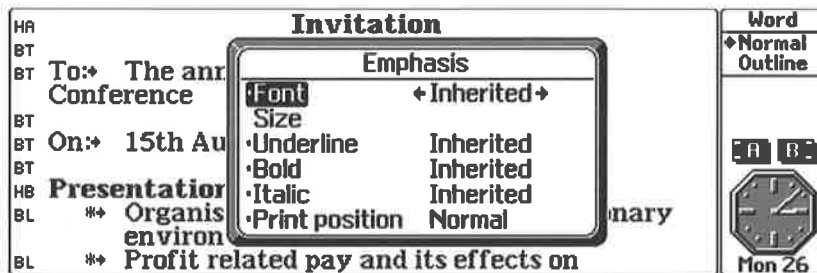 HA Invitation
BT
BT To: The ann
Conference
BT
BT On: 15th Au
BT
HB Presentation
BL Organis nary
environ
BL Profit related pay and its effects on
Emphasis
Font Inherited
Size
Underline Inherited
Bold Inherited
Italic Inherited
Print position Normal
Word
Normal
Outline
A B
Mon 26